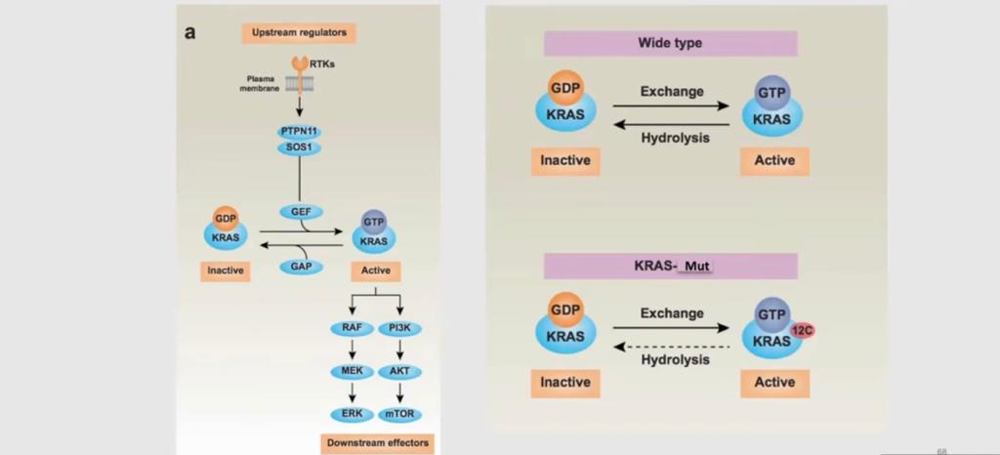 a
Upstream regulators
RTKs
Plasma
membrane
PTPN11
SOS1
GEF
GDP
KRAS
GTP
KRAS
Inactive
GAP
Active
RAF
PI3K
MEK
AKT
ERK
mTOR
Downstream effectors
Wide type
GDP
KRAS
Exchange
Hydrolysis
GTP
KRAS
Inactive
Active
KRAS- Mut
GDP
KRAS
Exchange
Hydrolysis
GTP
KRAS
12C
Inactive
Active
68